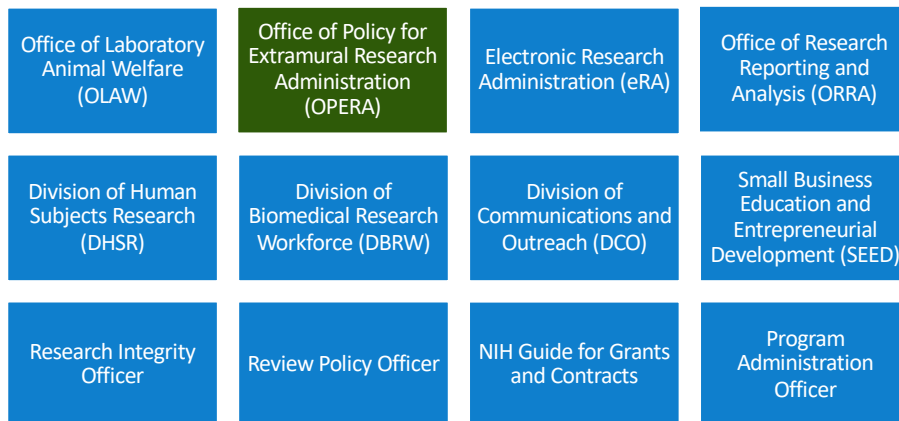 Office of Laboratory
Animal Welfare
(OLAW)
Office of Policy for
Extramural Research
Administration
(OPERA)
Electronic Research
Administration (eRA)
Office of Research
Reporting and
Analysis (ORRA)
Division of Human
Subjects Research
(DHSR)
Division of
Biomedical Research
Workforce (DBRW)
Division of
Communications and
Outreach (DCO)
Small Business
Education and
Entrepreneurial
Development (SEED)
Research Integrity
Officer
Review Policy Officer
NIH Guide for Grants
and Contracts
Program
Administration
Officer